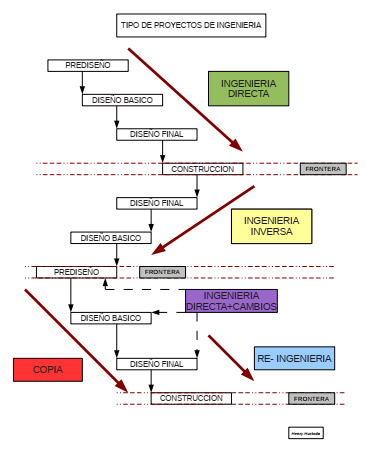 TIPO DE PROYECTOS DE INGENIERIA
PREDISEÑO
INGENIERIA
DIRECTA
DISEÑO BASICO
DISEÑO FINAL
CONSTRUCCION
FRONTERA
DISEÑO FINAL
INGENIERIA
INVERSA
DISEÑO BASICO
PREDISEÑO
FRONTERA
INGENIERIA
DIRECTA+CAMBIOS
DISEÑO BASICO
RE- INGENIERIA
DISEÑO FINAL
COPIA
CONSTRUCCION
FRONTERA
Henry Hurtado